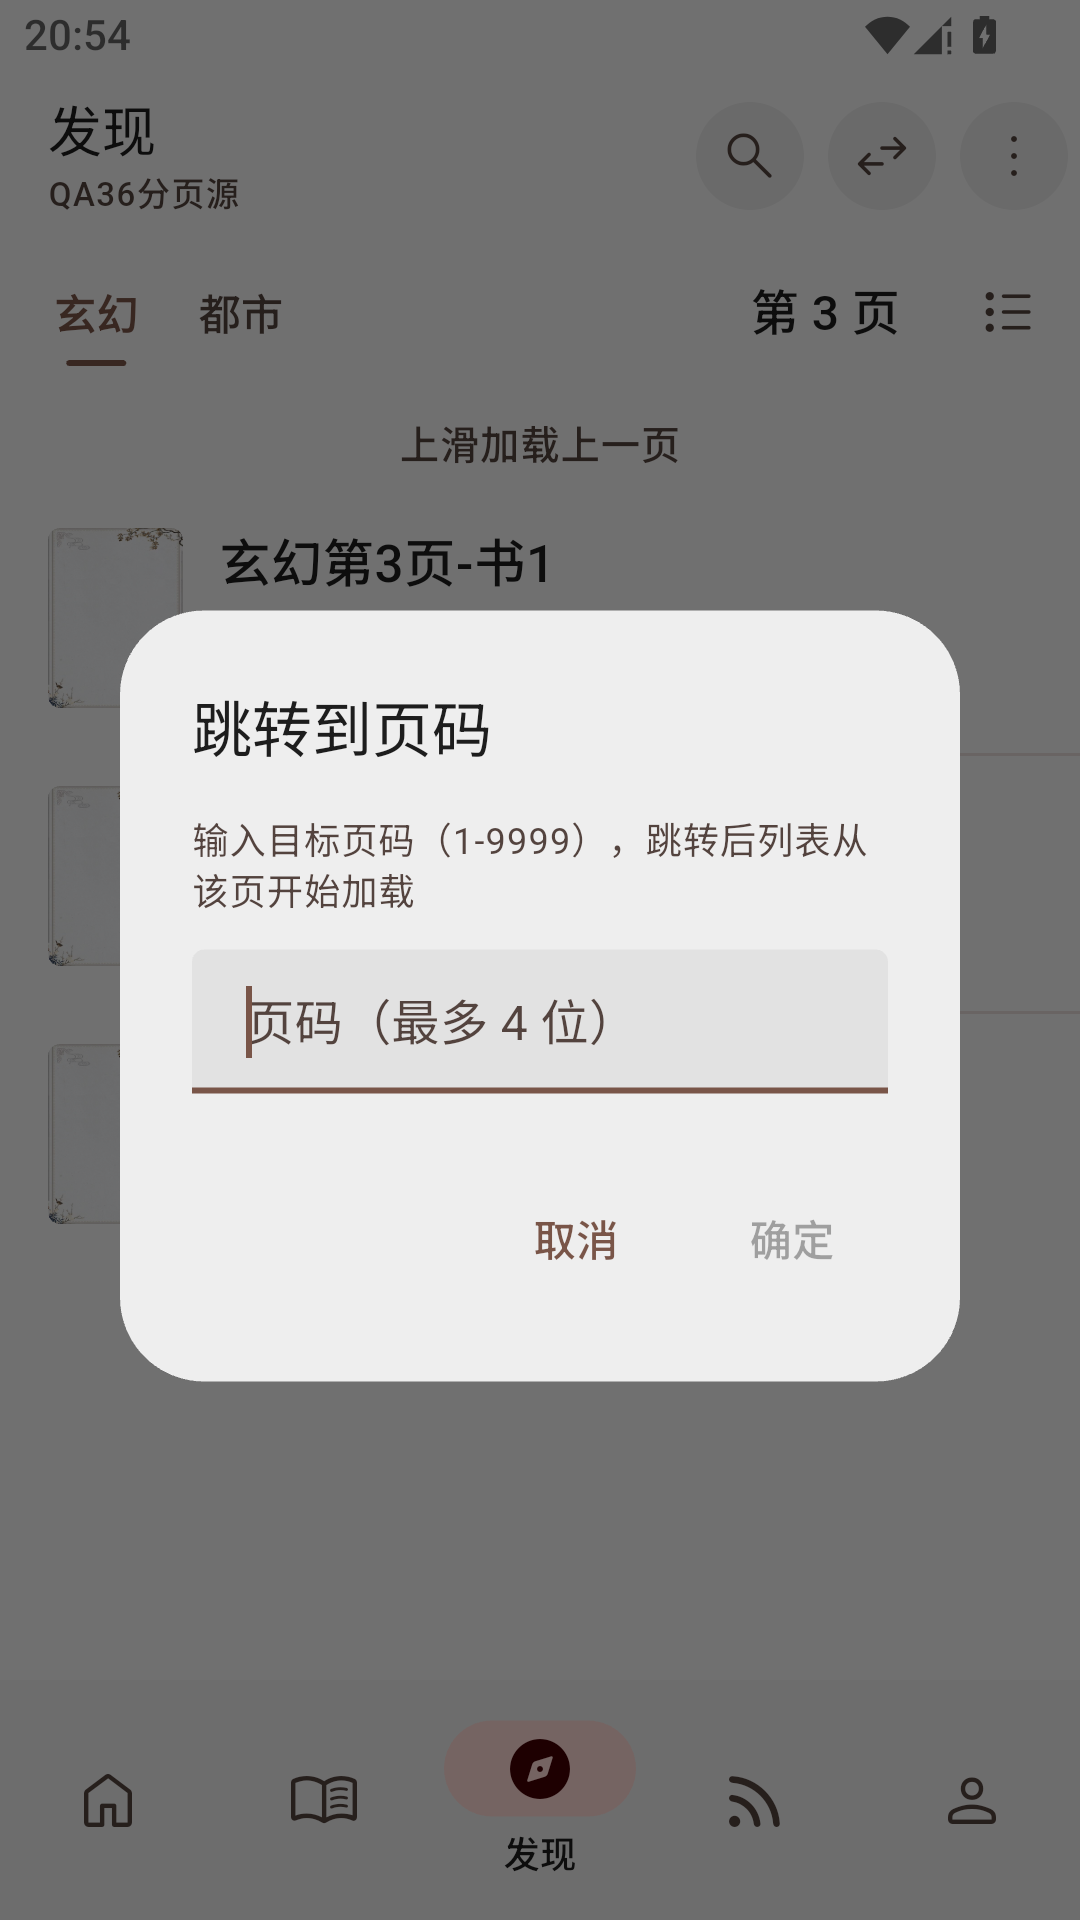 20:54
发现
QA36分页源
玄幻
都市
第 3 页
上滑加载上一页
玄幻第3页-书1
跳转到页码
输入目标页码（1-9999），跳转后列表从
该页开始加载
页码（最多 4 位）
取消
确定
发现